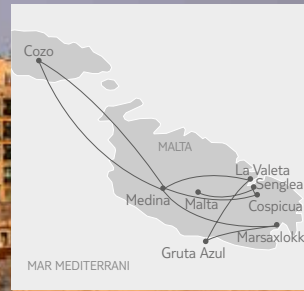 Cozo
MALTA
La Valeta
Senglea
Medina
Malta
Cospicua
Marsaxlokk
Gruta Azul
MAR MEDITERRANI